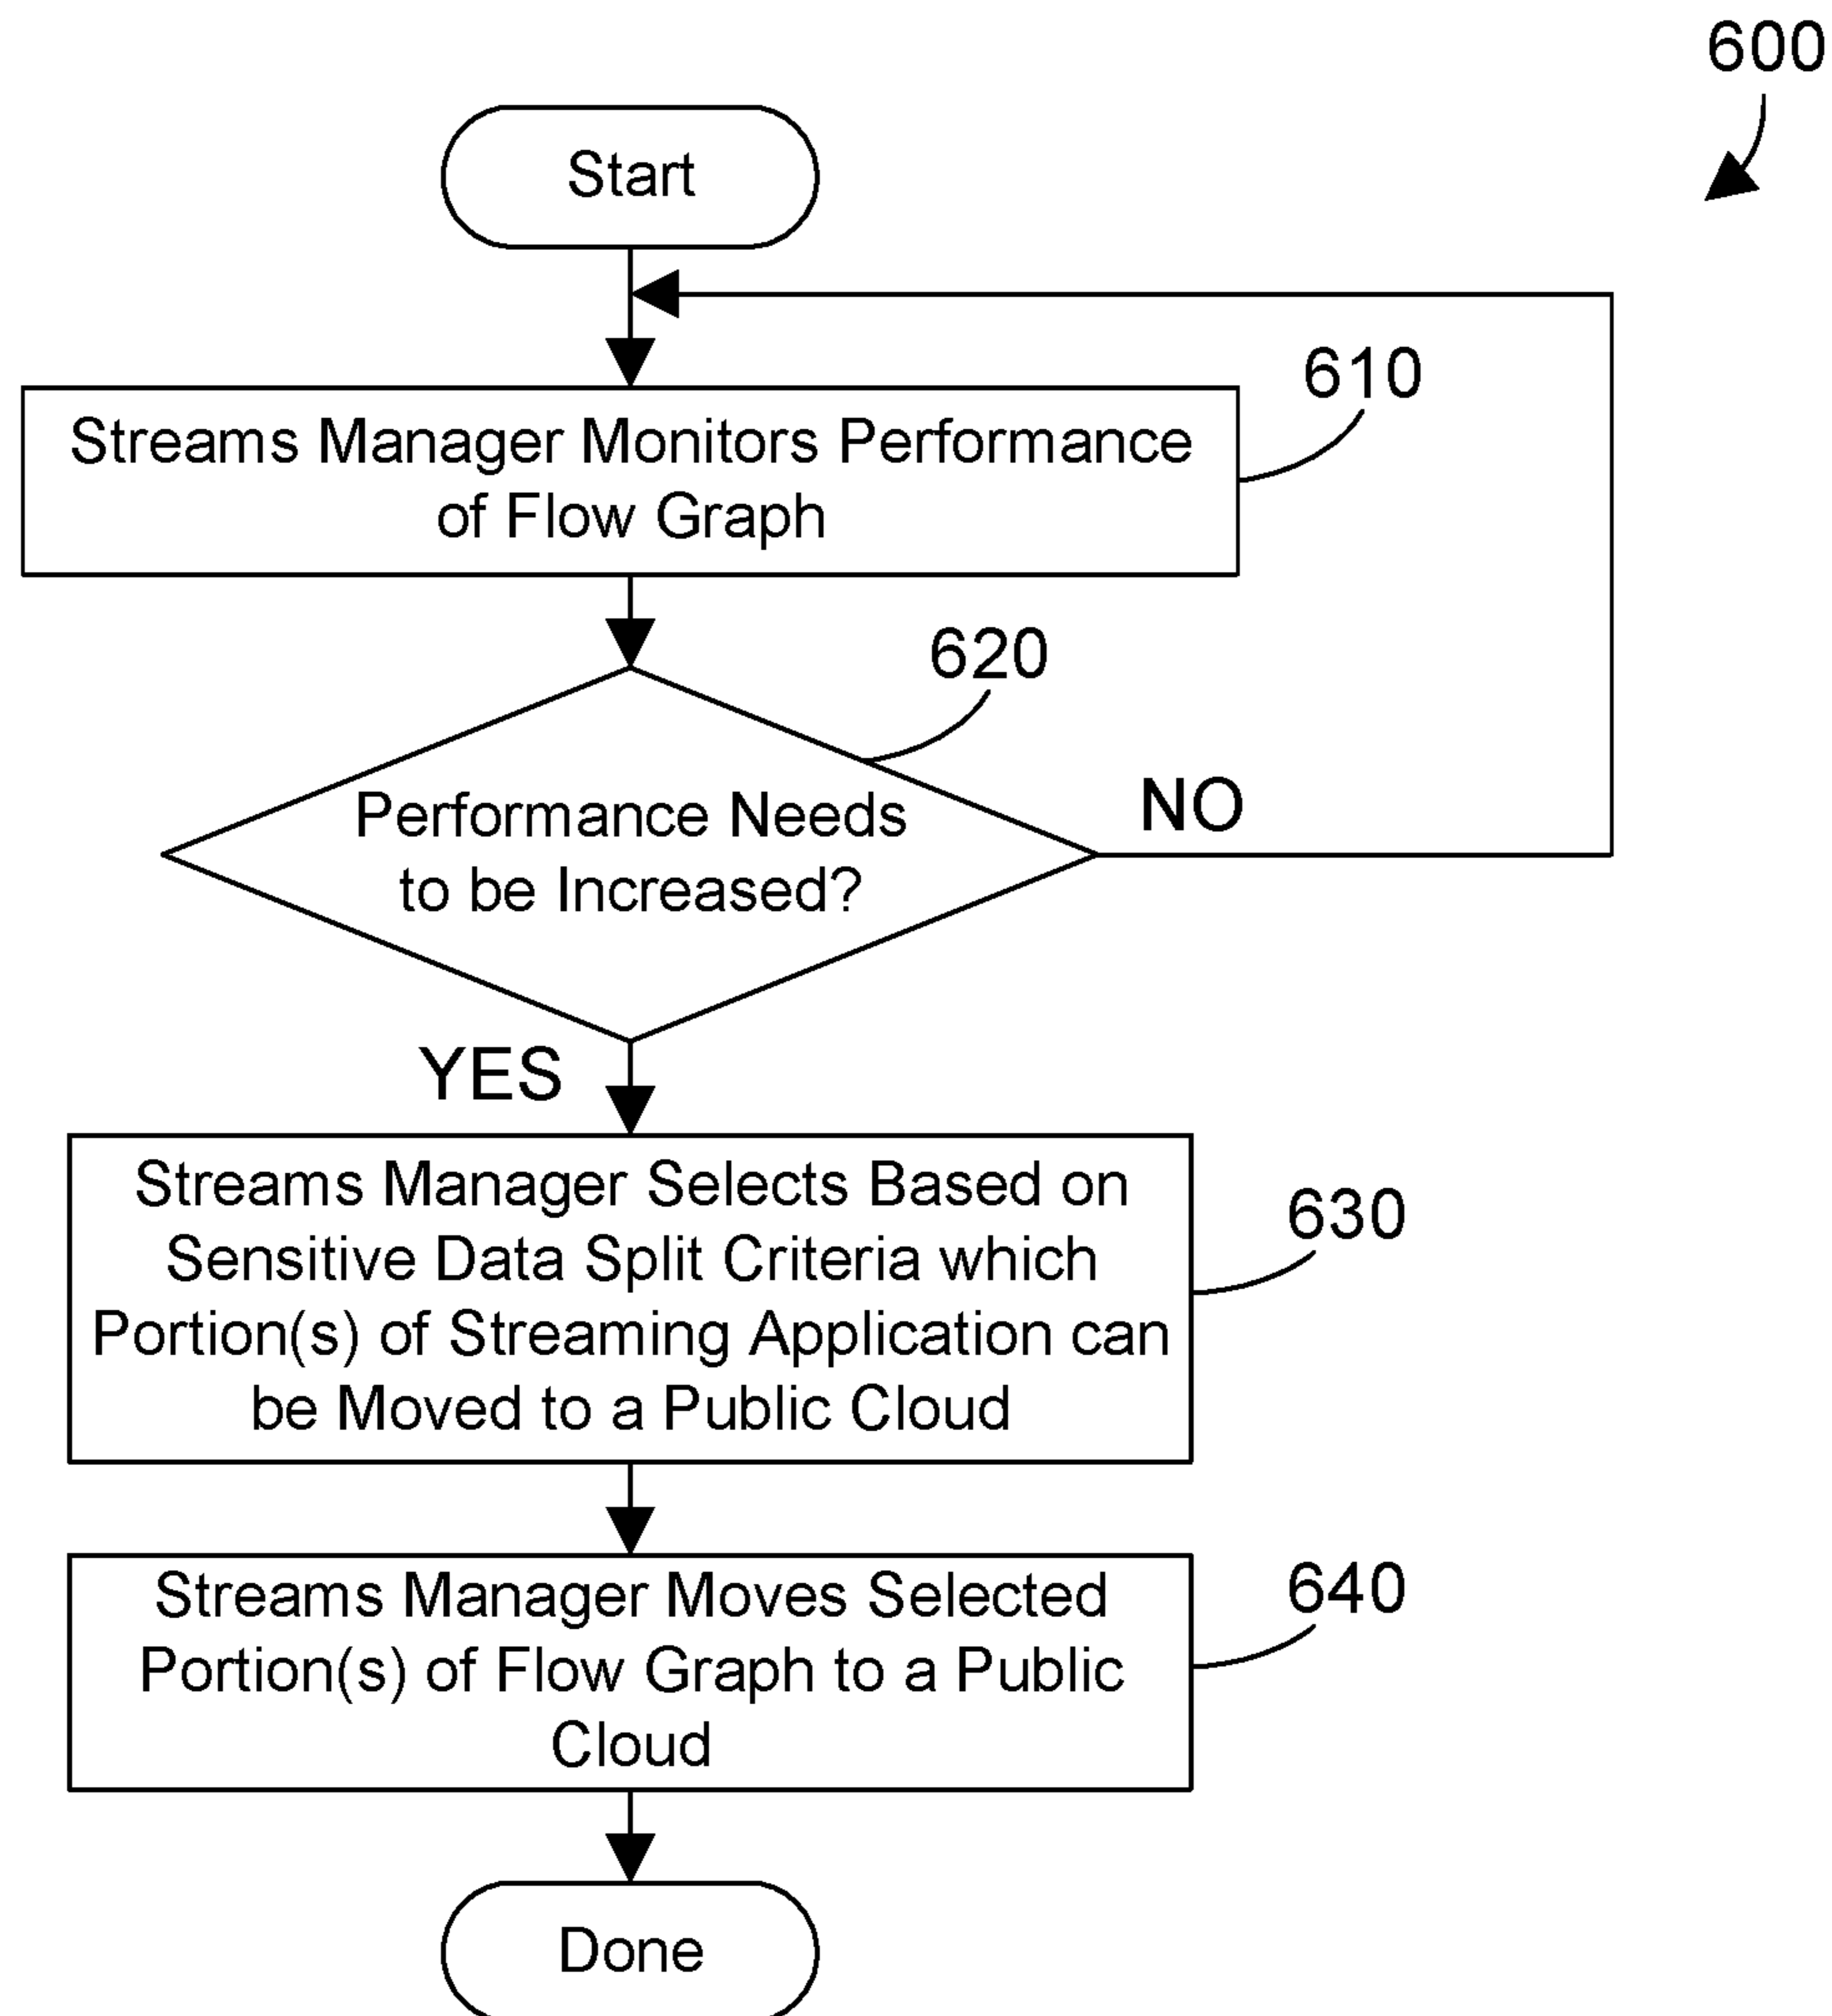 600
Start
610
Streams Manager Monitors Performance
of Flow Graph
620
Performance Needs
to be Increased?
NO
YES
Streams Manager Selects Based on
Sensitive Data Split Criteria which
Portion(s) of Streaming Application can
be Moved to a Public Cloud
630
Streams Manager Moves Selected
Portion(s) of Flow Graph to a Public
Cloud
640
Done